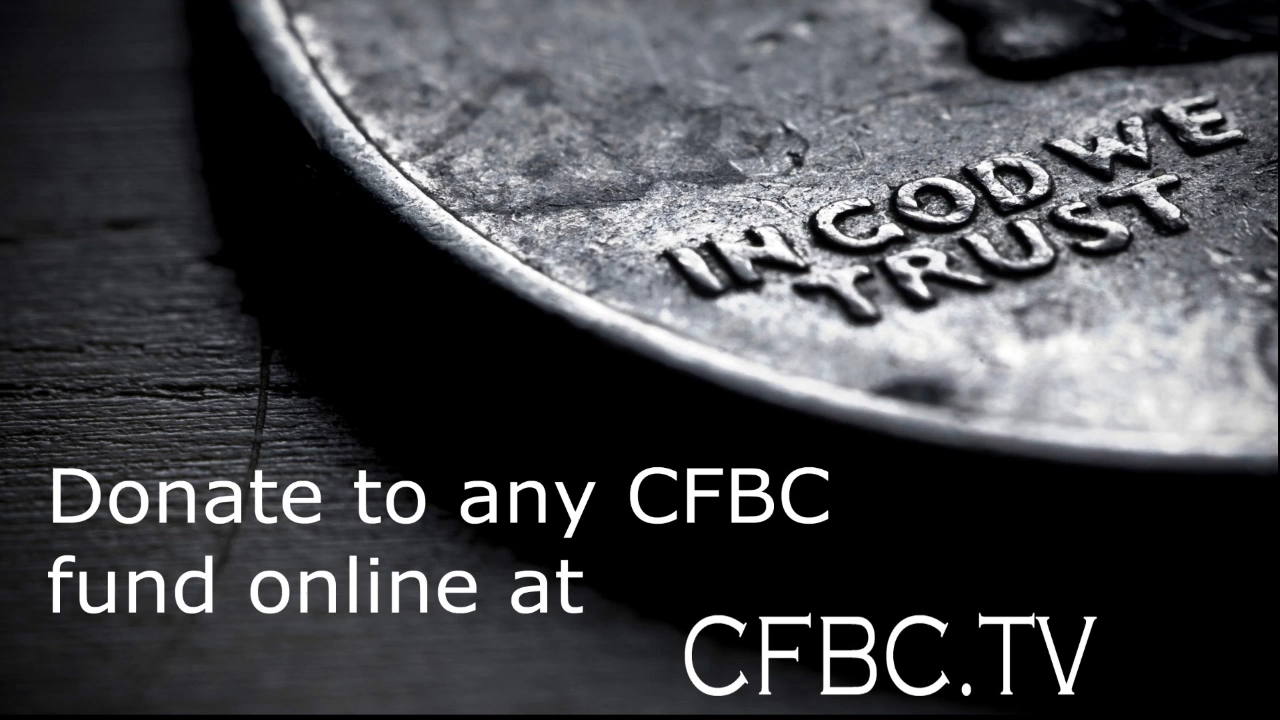 IN GOD WE
TRUST
Donate to any CFBC
fund online at
CFBC.TV